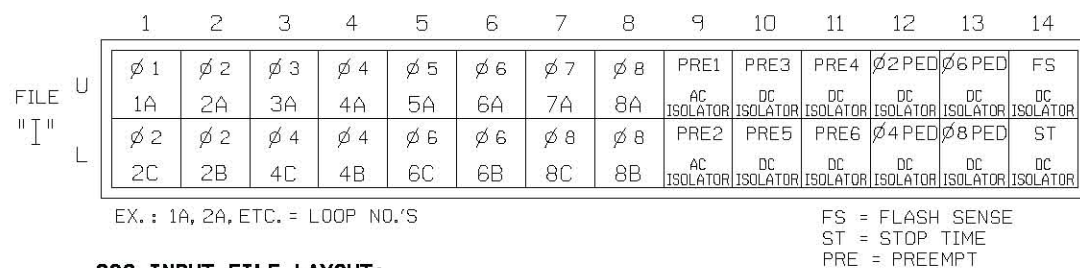 1 2 3 4 5 6 7 8 9 10 11 12 13 14
FILE "I"
U
Ø 1 Ø 2 Ø 3 Ø 4 Ø 5 Ø 6 Ø 7 Ø 8 PRE1 PRE3 PRE4 Ø2 PED Ø6 PED FS
1A 2A 3A 4A 5A 6A 7A 8A AC ISOLATOR DC ISOLATOR DC ISOLATOR DC ISOLATOR DC ISOLATOR DC ISOLATOR
L
Ø 2 Ø 2 Ø 4 Ø 4 Ø 6 Ø 6 Ø 8 Ø 8 PRE2 PRE5 PRE6 Ø4 PED Ø8 PED ST
2C 2B 4C 4B 6C 6B 8C 8B AC ISOLATOR DC ISOLATOR DC ISOLATOR DC ISOLATOR DC ISOLATOR DC ISOLATOR
EX.: 1A, 2A, ETC. = LOOP NO.'S
FS = FLASH SENSE
ST = STOP TIME
PRE = PREEMPT
INPUT FILE LAYOUT: